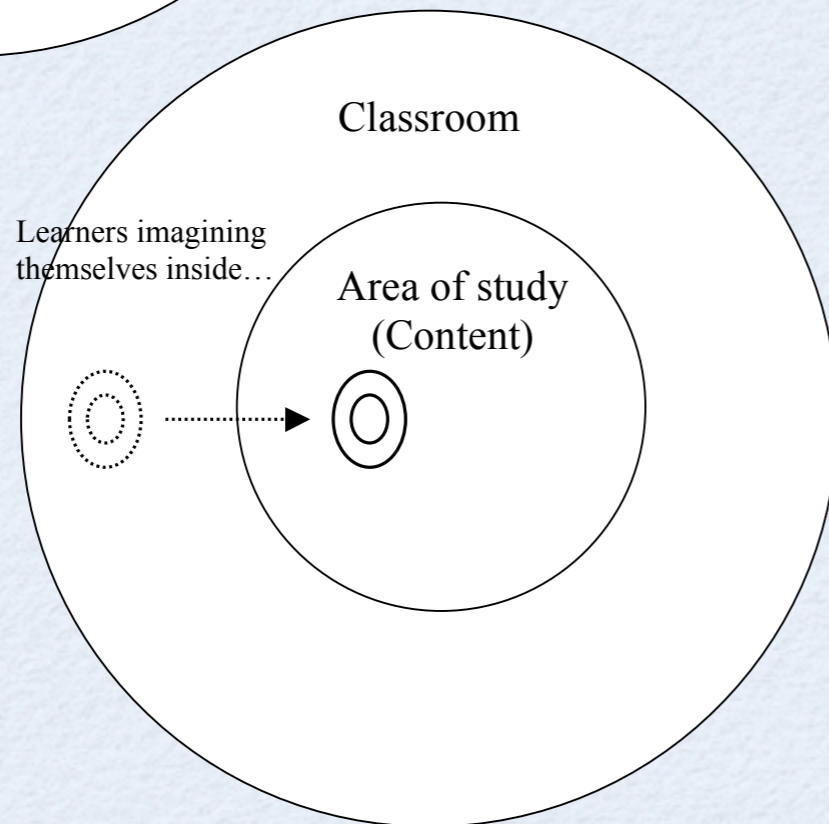 Classroom
Learners imagining
themselves inside…
Area of study
(Content)